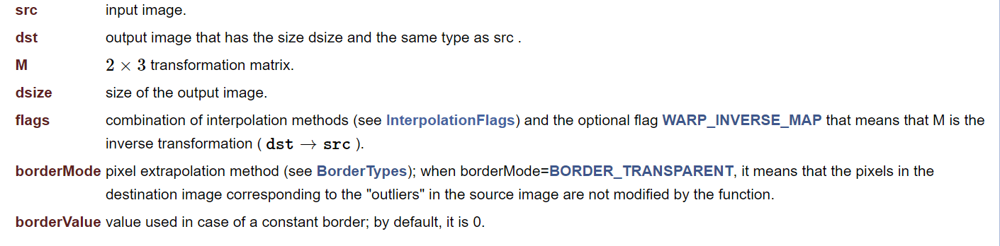 src input image.
dst output image that has the size dsize and the same type as src .
M 2 × 3 transformation matrix.
dsize size of the output image.
flags combination of interpolation methods (see InterpolationFlags) and the optional flag WARP_INVERSE_MAP that means that M is the
inverse transformation ( dst → src ).
borderMode pixel extrapolation method (see BorderTypes); when borderMode=BORDER_TRANSPARENT, it means that the pixels in the
destination image corresponding to the "outliers" in the source image are not modified by the function.
borderValue value used in case of a constant border; by default, it is 0.